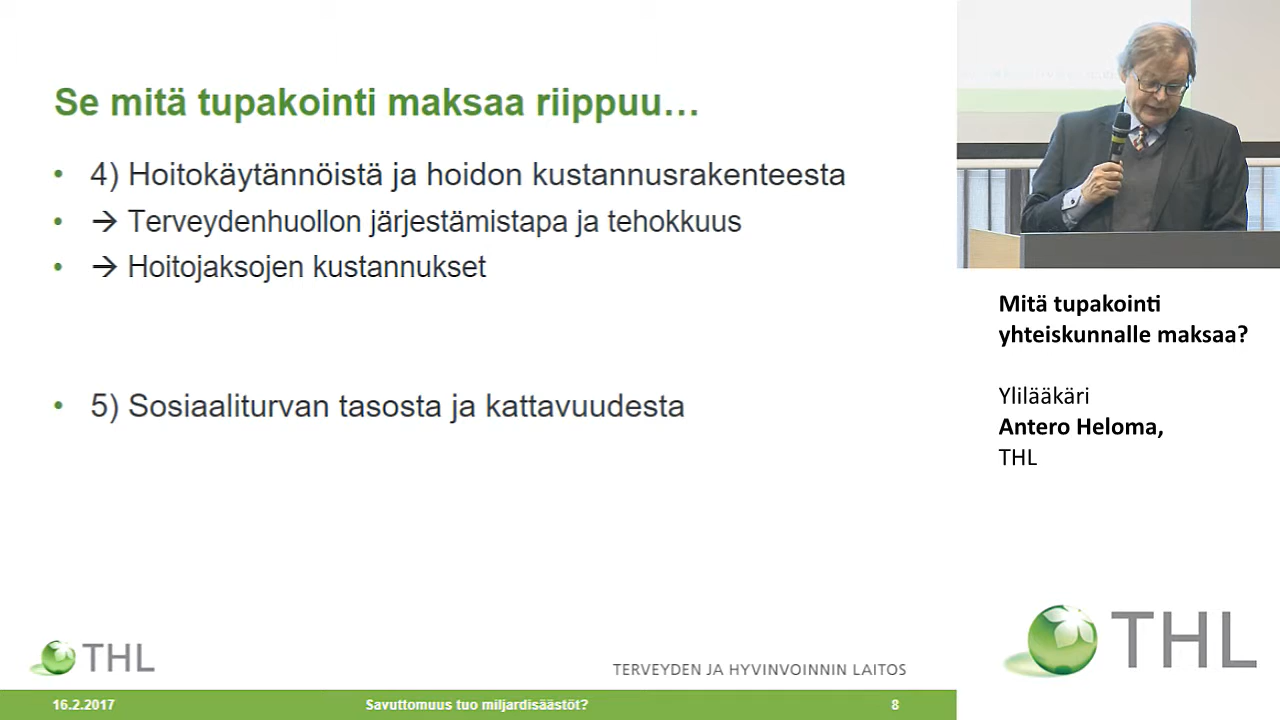 Se mitä tupakointi maksaa riippuu…
• 4) Hoitokäytännöistä ja hoidon kustannusrakenteesta
• → Terveydenhuollon järjestämistapa ja tehokkuus
• → Hoitojaksojen kustannukset
• 5) Sosiaaliturvan tasosta ja kattavuudesta
THL
TERVEYDEN JA HYVINVOINNIN LAITOS
16.2.2017
Savuttomuus tuo miljardisäästöt?
8
Mitä tupakointi
yhteiskunnalle maksaa?
Ylilääkäri
Antero Heloma,
THL
THL